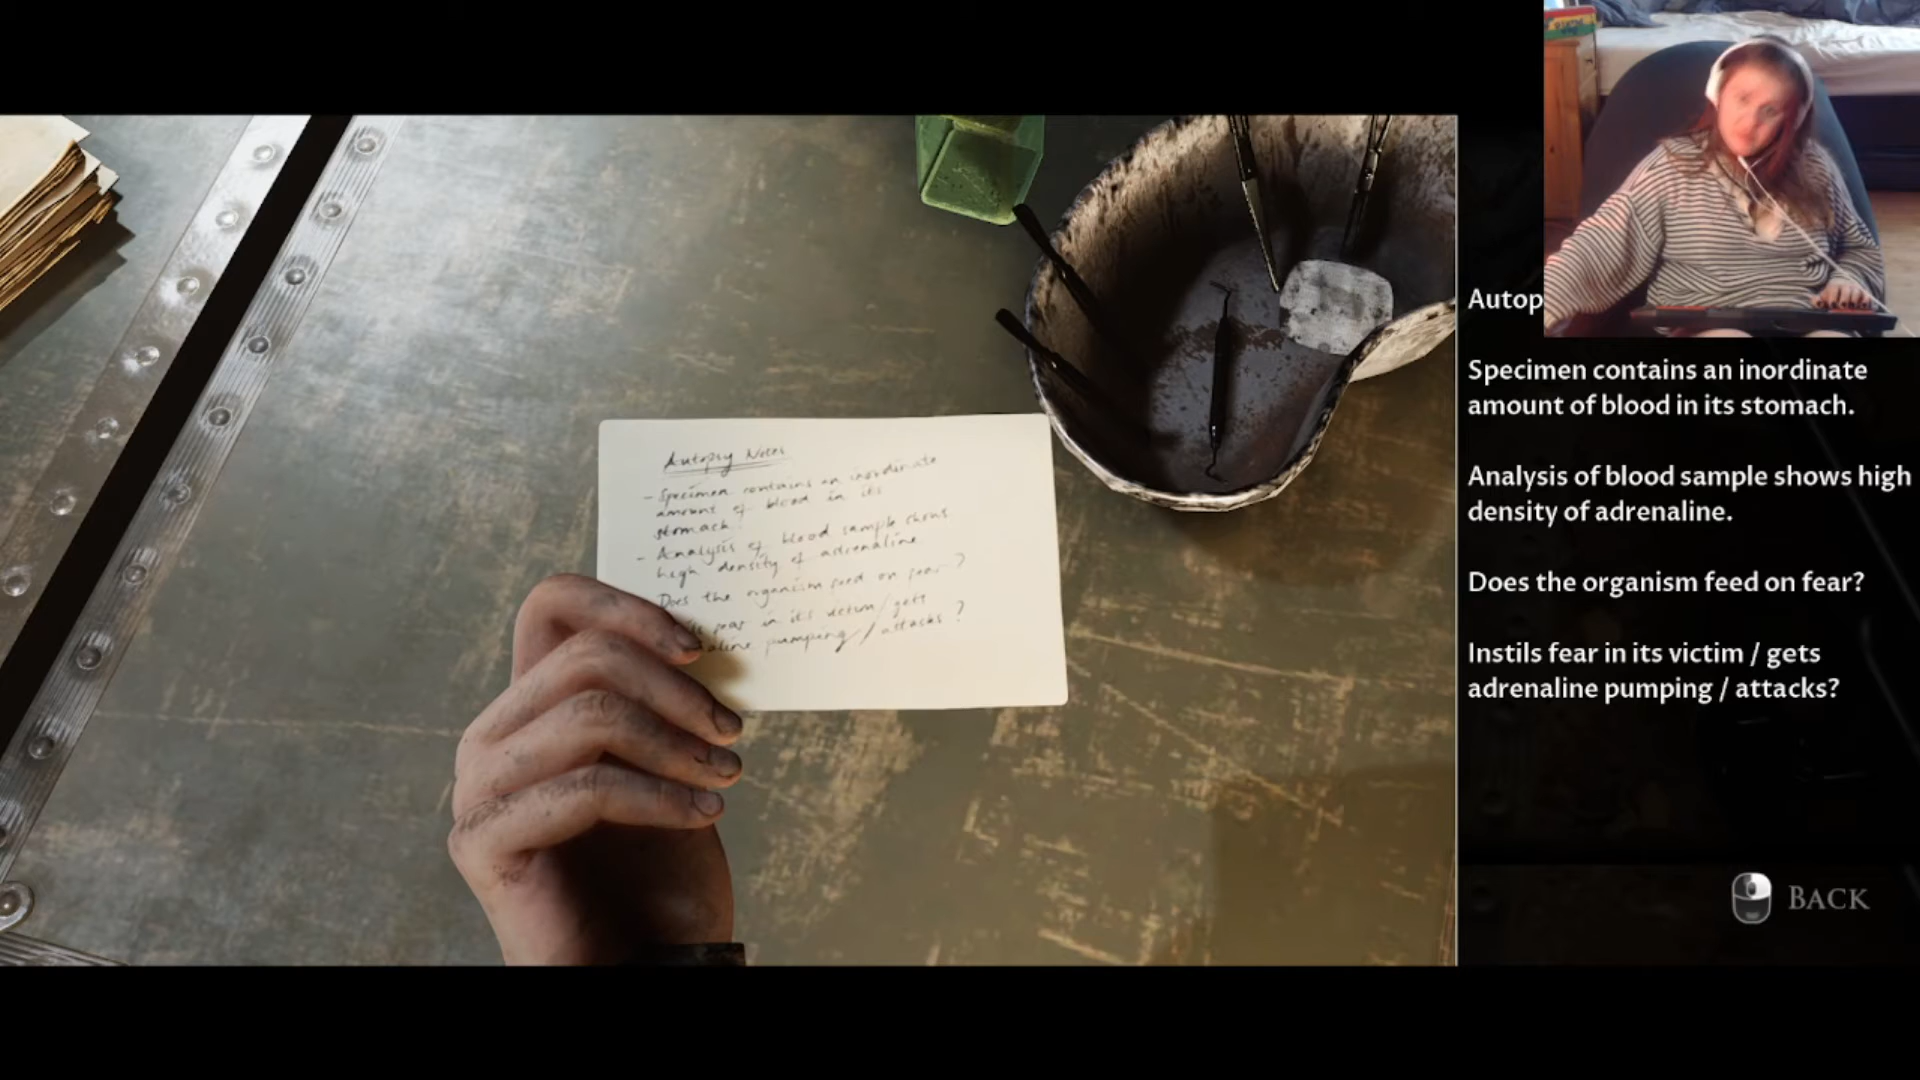 Autopsy Notes
- Specimen contains an inordinate
amount of blood in its
stomach.
- Analysis of blood sample shows
high density of adrenaline
Does the organism feed on fear?
fear in its victim / gets
pumping / attacks?
Autop
Specimen contains an inordinate
amount of blood in its stomach.
Analysis of blood sample shows high
density of adrenaline.
Does the organism feed on fear?
Instils fear in its victim / gets
adrenaline pumping / attacks?
BACK